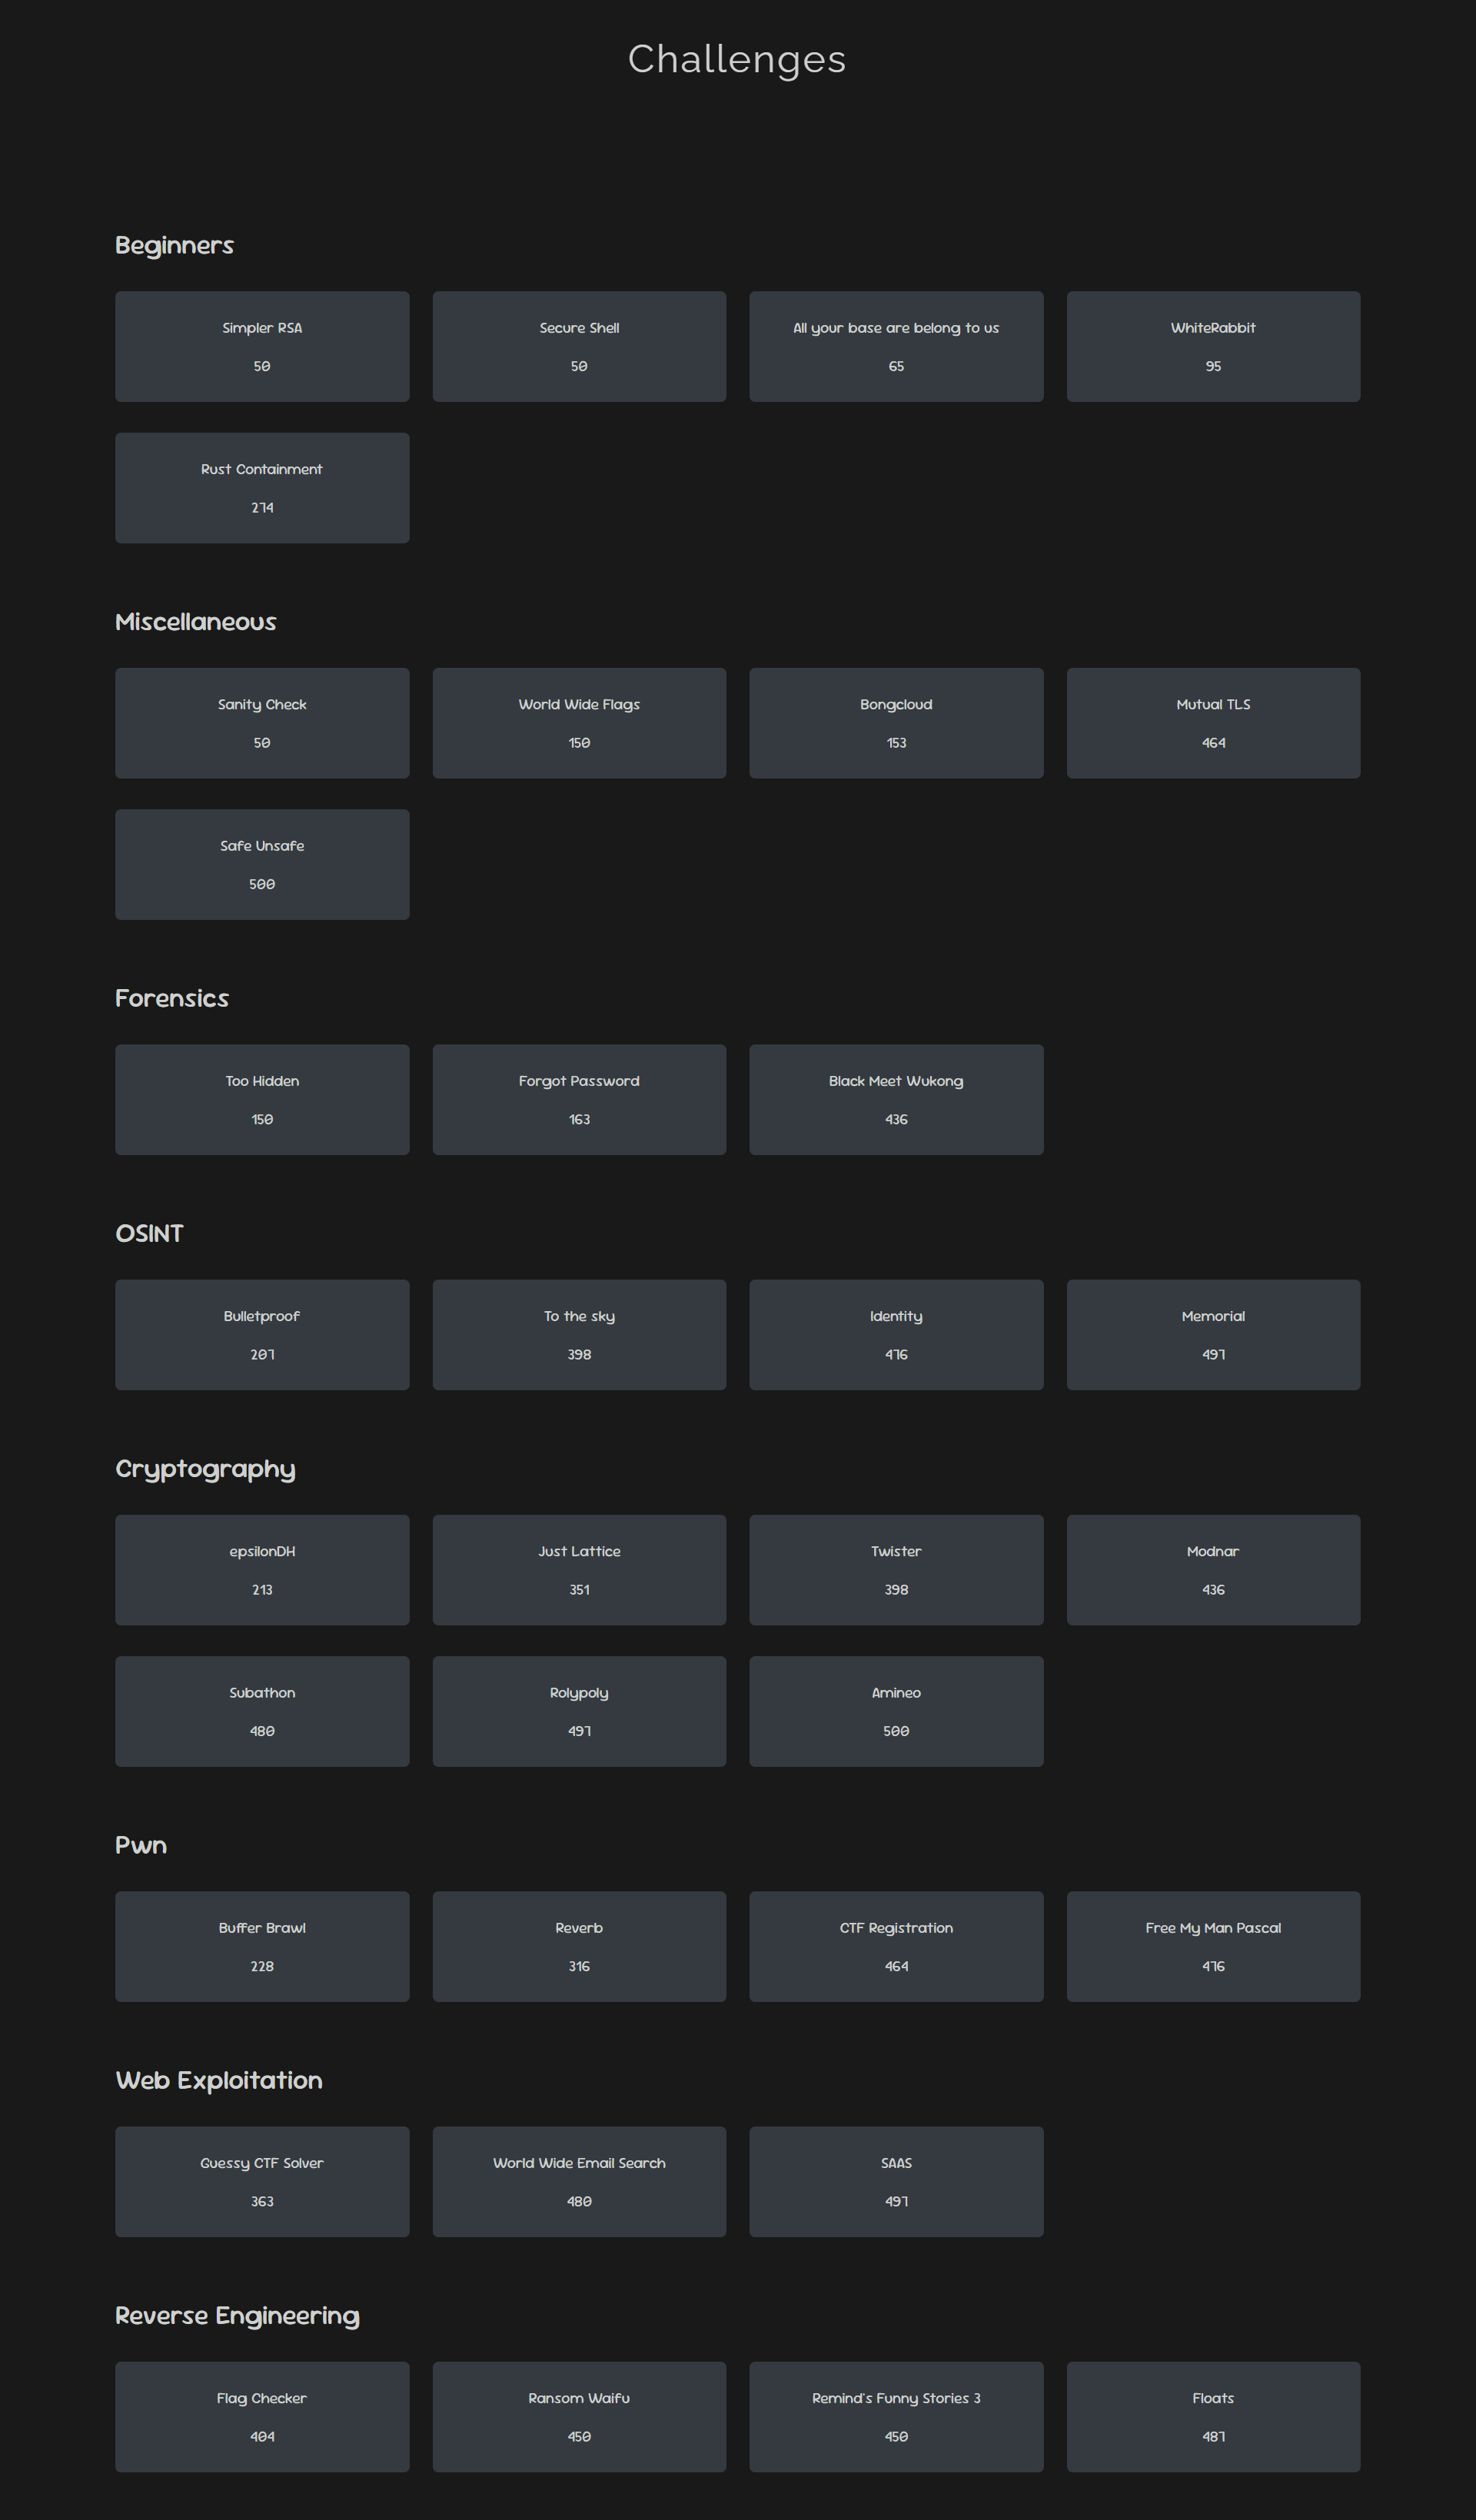 Challenges
Beginners
Simpler RSA
50
Secure Shell
50
All your base are belong to us
65
WhiteRabbit
95
Rust Containment
274
Miscellaneous
Sanity Check
50
World Wide Flags
150
Bongcloud
153
Mutual TLS
464
Safe Unsafe
500
Forensics
Too Hidden
150
Forgot Password
163
Black Meet Wukong
436
OSINT
Bulletproof
207
To the sky
398
Identity
476
Memorial
497
Cryptography
epsilonDH
213
Just Lattice
351
Twister
398
Modnar
436
Subathon
480
Rolypoly
497
Amineo
500
Pwn
Buffer Brawl
228
Reverb
316
CTF Registration
464
Free My Man Pascal
476
Web Exploitation
Guessy CTF Solver
363
World Wide Email Search
480
SAAS
497
Reverse Engineering
Flag Checker
404
Ransom Waifu
450
Remind's Funny Stories 3
450
Floats
487